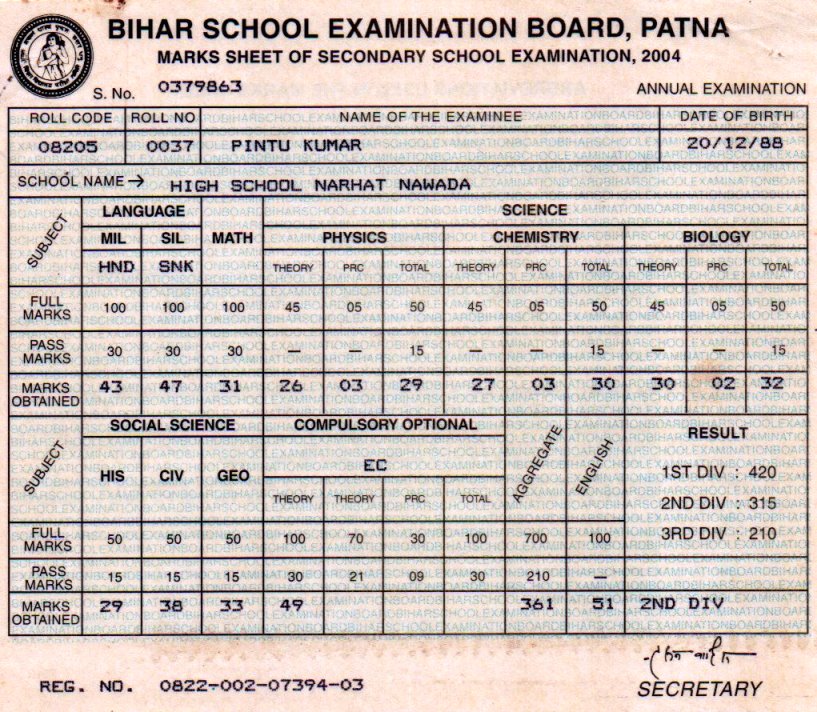 BIHAR SCHOOL EXAMINATION BOARD, PATNA
MARKS SHEET OF SECONDARY SCHOOL EXAMINATION, 2004
S. No. 0379863 ANNUAL EXAMINATION
ROLL CODE ROLL NO NAME OF THE EXAMINEE DATE OF BIRTH
08205 0037 PINTU KUMAR 20/12/88
SCHOOL NAME → HIGH SCHOOL NARHAT NAWADA
SUBJECT LANGUAGE MATH SCIENCE
MIL SIL PHYSICS CHEMISTRY BIOLOGY
HND SNK THEORY PRC TOTAL THEORY PRC TOTAL THEORY PRC TOTAL
FULL MARKS 100 100 100 45 05 50 45 05 50 45 05 50
PASS MARKS 30 30 30 — — 15 — — 15 — — 15
MARKS OBTAINED 43 47 31 26 03 29 27 03 30 30 02 32
SUBJECT SOCIAL SCIENCE COMPULSORY OPTIONAL AGGREGATE ENGLISH RESULT
HIS CIV GEO EC 1ST DIV : 420
THEORY THEORY PRC TOTAL 2ND DIV : 315
FULL MARKS 50 50 50 100 70 30 100 700 100 3RD DIV : 210
PASS MARKS 15 15 15 30 21 09 30 210 —
MARKS OBTAINED 29 38 33 49 361 51 2ND DIV
REG. NO. 0822-002-07394-03 SECRETARY